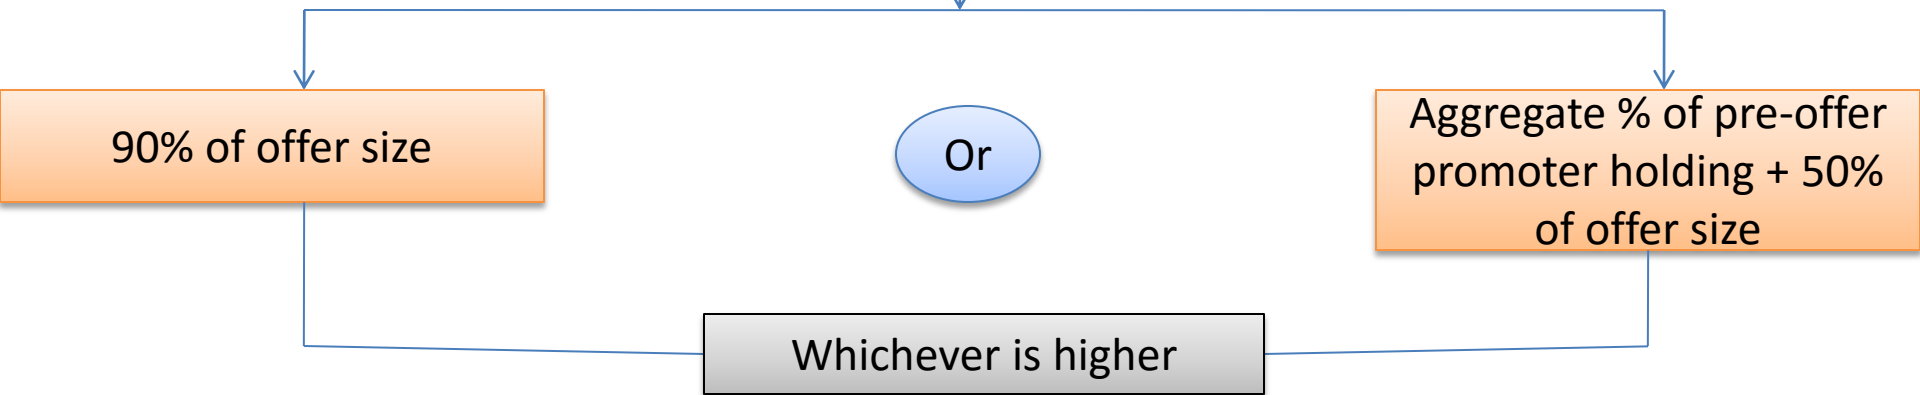 90% of offer size
Or
Aggregate % of pre-offer
promoter holding + 50%
of offer size
Whichever is higher